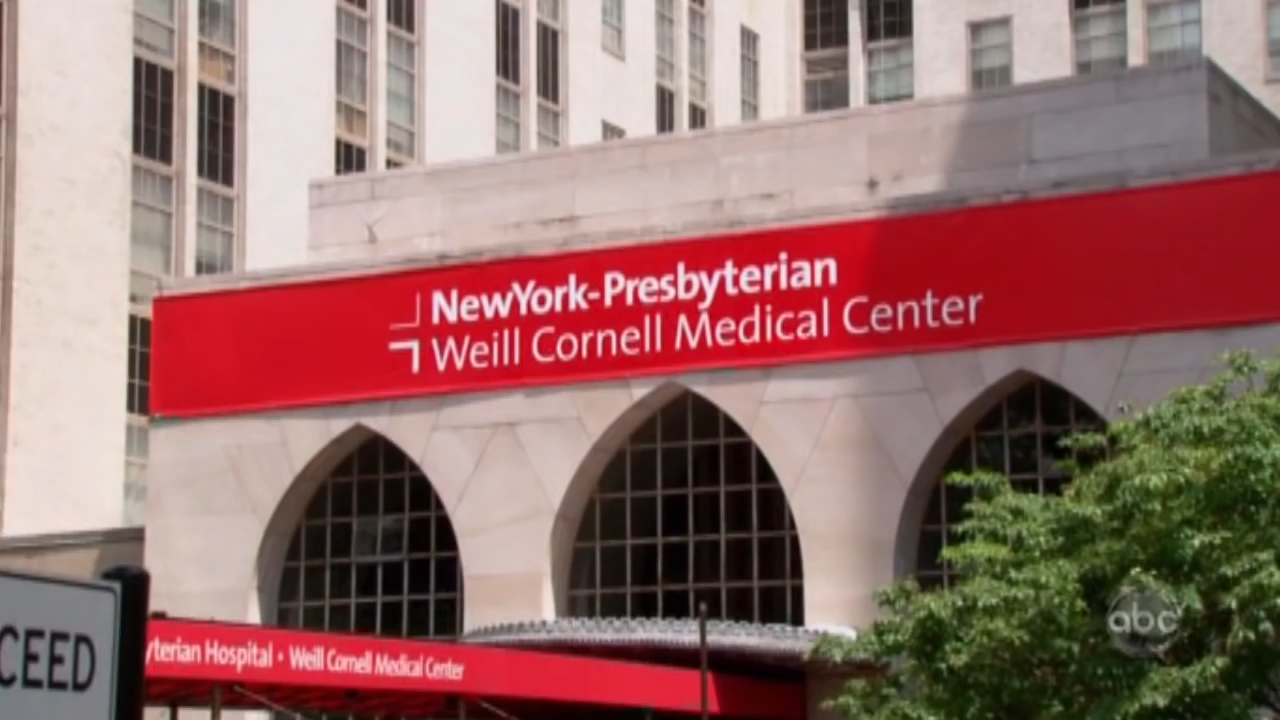 NewYork-Presbyterian
Weill Cornell Medical Center
yterian Hospital • Weill Cornell Medical Center
CEED
abc